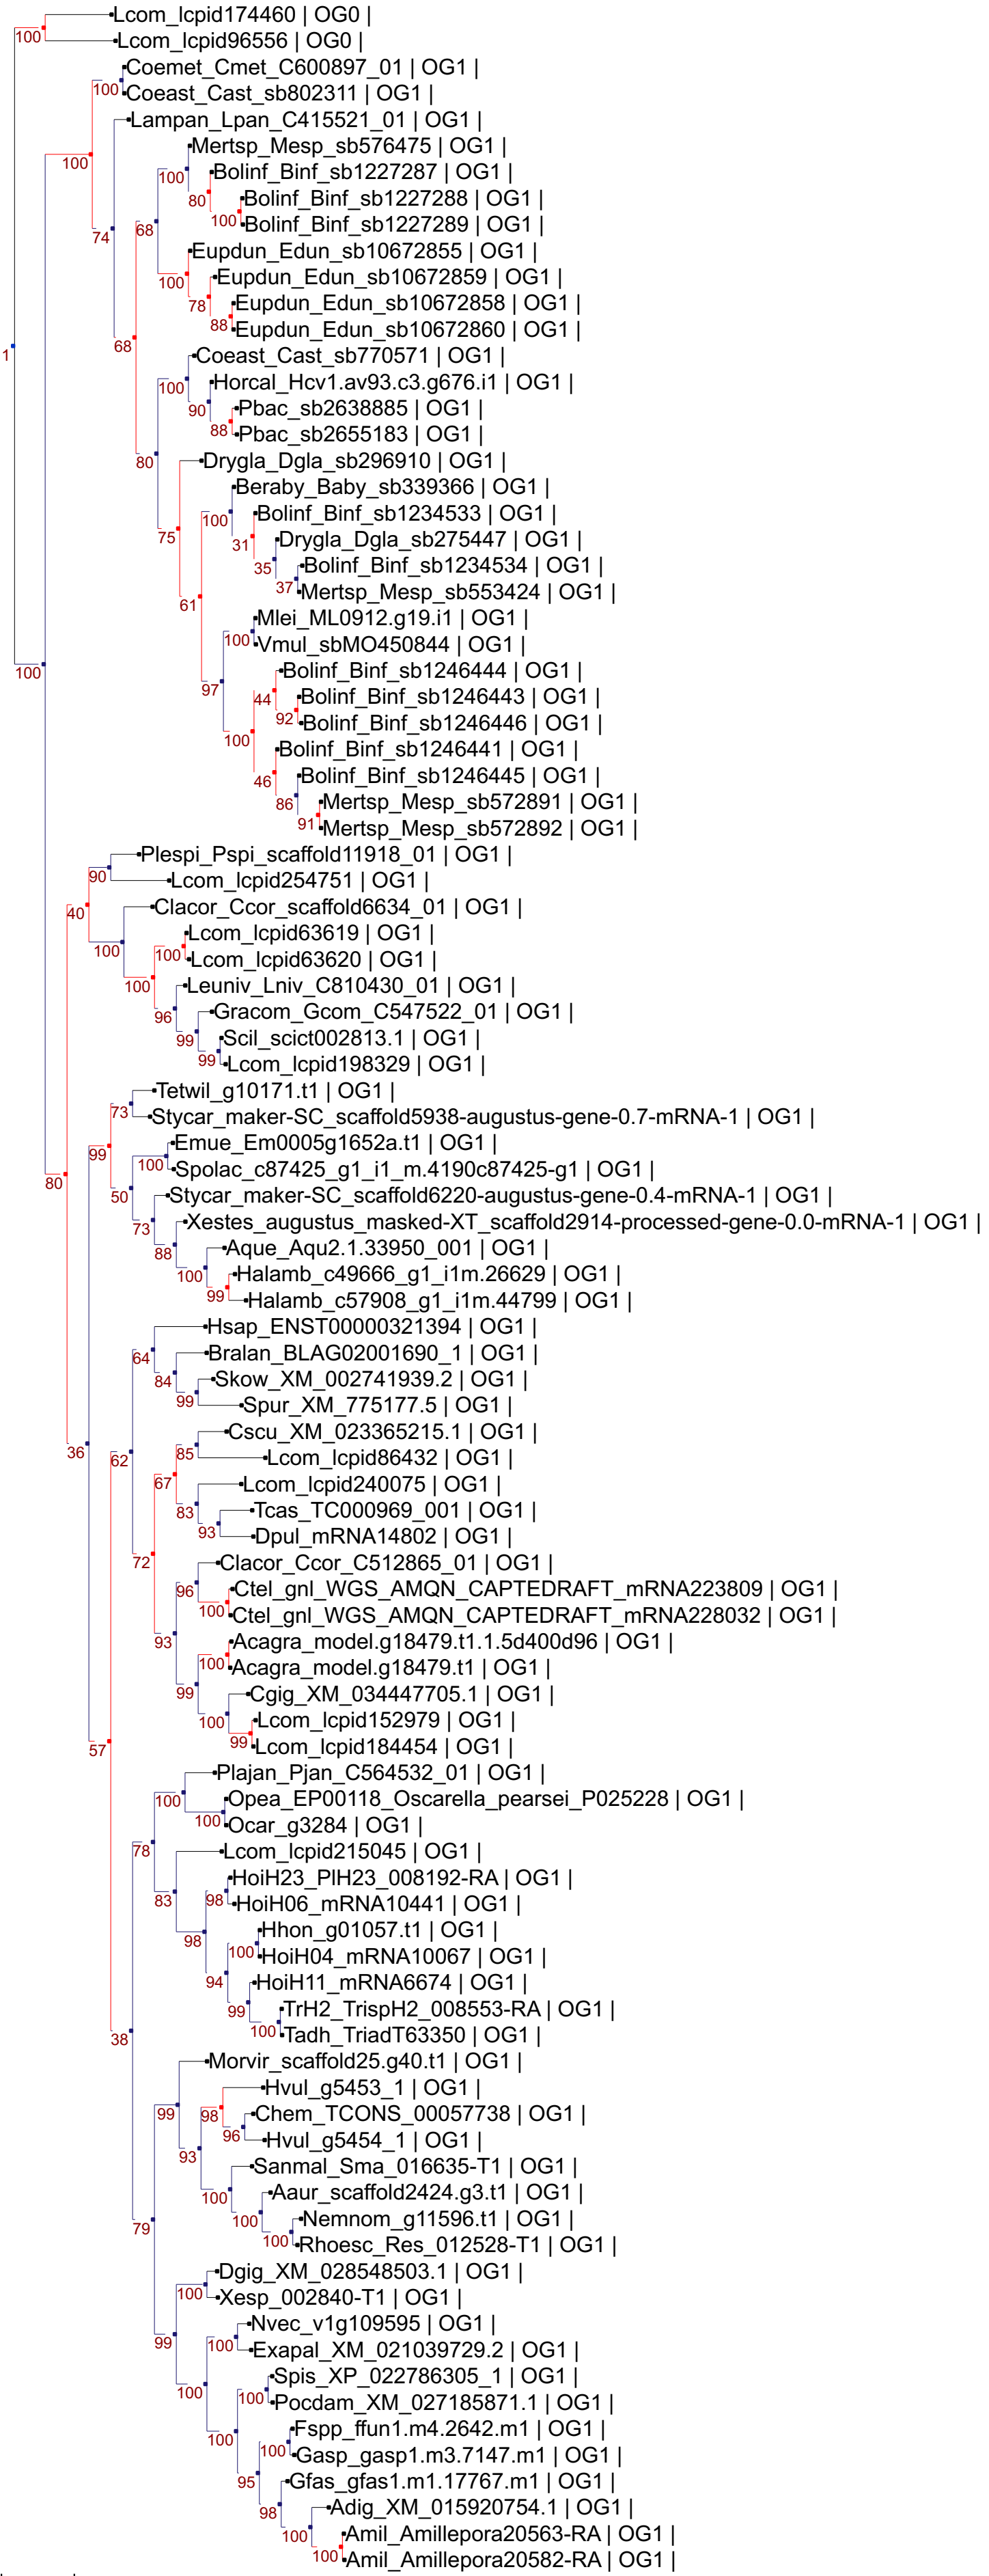 Lcom_lcpid174460 | OG0 |
100
Lcom_lcpid96556 | OG0 |
Coemet_Cmet_C600897_01 | OG1 |
100
Coeast_Cast_sb802311 | OG1 |
Lampan_Lpan_C415521_01 | OG1 |
Mertsp_Mesp_sb576475 | OG1 |
100
100
Bolinf_Binf_sb1227287 | OG1 |
80
Bolinf_Binf_sb1227288 | OG1 |
100
Bolinf_Binf_sb1227289 | OG1 |
68
74
Eupdun_Edun_sb10672855 | OG1 |
100
Eupdun_Edun_sb10672859 | OG1 |
78
Eupdun_Edun_sb10672858 | OG1 |
88
Eupdun_Edun_sb10672860 | OG1 |
68
1
Coeast_Cast_sb770571 | OG1 |
100
Horcal_Hcv1.av93.c3.g676.i1 | OG1 |
90
Pbac_sb2638885 | OG1 |
88
Pbac_sb2655183 | OG1 |
80
Drygla_Dgla_sb296910 | OG1 |
Beraby_Baby_sb339366 | OG1 |
100
Bolinf_Binf_sb1234533 | OG1 |
75
31
Drygla_Dgla_sb275447 | OG1 |
35
Bolinf_Binf_sb1234534 | OG1 |
37
Mertsp_Mesp_sb553424 | OG1 |
61
Mlei_ML0912.g19.i1 | OG1 |
100
Vmul_sbMO450844 | OG1 |
100
Bolinf_Binf_sb1246444 | OG1 |
97
44
Bolinf_Binf_sb1246443 | OG1 |
92
Bolinf_Binf_sb1246446 | OG1 |
100
Bolinf_Binf_sb1246441 | OG1 |
46
Bolinf_Binf_sb1246445 | OG1 |
86
Mertsp_Mesp_sb572891 | OG1 |
91
Mertsp_Mesp_sb572892 | OG1 |
Plespi_Pspi_scaffold11918_01 | OG1 |
90
Lcom_lcpid254751 | OG1 |
40
Clacor_Ccor_scaffold6634_01 | OG1 |
Lcom_lcpid63619 | OG1 |
100
100
Lcom_lcpid63620 | OG1 |
100
Leuniv_Lniv_C810430_01 | OG1 |
96
Gracom_Gcom_C547522_01 | OG1 |
99
Scil_scict002813.1 | OG1 |
99
Lcom_lcpid198329 | OG1 |
Tetwil_g10171.t1 | OG1 |
73
Stycar_maker-SC_scaffold5938-augustus-gene-0.7-mRNA-1 | OG1 |
99
Emue_Em0005g1652a.t1 | OG1 |
100
Spolac_c87425_g1_i1_m.4190c87425-g1 | OG1 |
80
50
Stycar_maker-SC_scaffold6220-augustus-gene-0.4-mRNA-1 | OG1 |
73
Xestes_augustus_masked-XT_scaffold2914-processed-gene-0.0-mRNA-1 | OG1 |
88
Aque_Aqu2.1.33950_001 | OG1 |
100
Halamb_c49666_g1_i1m.26629 | OG1 |
99
Halamb_c57908_g1_i1m.44799 | OG1 |
Hsap_ENST00000321394 | OG1 |
64
Bralan_BLAG02001690_1 | OG1 |
84
Skow_XM_002741939.2 | OG1 |
99
Spur_XM_775177.5 | OG1 |
Cscu_XM_023365215.1 | OG1 |
36
62
85
Lcom_lcpid86432 | OG1 |
67
Lcom_lcpid240075 | OG1 |
83
Tcas_TC000969_001 | OG1 |
93
Dpul_mRNA14802 | OG1 |
72
Clacor_Ccor_C512865_01 | OG1 |
96
Ctel_gnl_WGS_AMQN_CAPTEDRAFT_mRNA223809 | OG1 |
100
Ctel_gnl_WGS_AMQN_CAPTEDRAFT_mRNA228032 | OG1 |
93
Acagra_model.g18479.t1.1.5d400d96 | OG1 |
100
Acagra_model.g18479.t1 | OG1 |
99
Cgig_XM_034447705.1 | OG1 |
100
Lcom_lcpid152979 | OG1 |
99
Lcom_lcpid184454 | OG1 |
57
Plajan_Pjan_C564532_01 | OG1 |
100
Opea_EP00118_Oscarella_pearsei_P025228 | OG1 |
100
Ocar_g3284 | OG1 |
78
Lcom_lcpid215045 | OG1 |
HoiH23_PlH23_008192-RA | OG1 |
83
98
HoiH06_mRNA10441 | OG1 |
Hhon_g01057.t1 | OG1 |
98
100
HoiH04_mRNA10067 | OG1 |
94
HoiH11_mRNA6674 | OG1 |
99
TrH2_TrispH2_008553-RA | OG1 |
100
Tadh_TriadT63350 | OG1 |
38
Morvir_scaffold25.g40.t1 | OG1 |
Hvul_g5453_1 | OG1 |
99
98
Chem_TCONS_00057738 | OG1 |
96
Hvul_g5454_1 | OG1 |
93
Sanmal_Sma_016635-T1 | OG1 |
100
Aaur_scaffold2424.g3.t1 | OG1 |
100
Nemnom_g11596.t1 | OG1 |
79
100
Rhoesc_Res_012528-T1 | OG1 |
Dgig_XM_028548503.1 | OG1 |
100
Xesp_002840-T1 | OG1 |
Nvec_v1g109595 | OG1 |
99
100
Exapal_XM_021039729.2 | OG1 |
100
Spis_XP_022786305_1 | OG1 |
100
Pocdam_XM_027185871.1 | OG1 |
100
Fspp_ffun1.m4.2642.m1 | OG1 |
100
Gasp_gasp1.m3.7147.m1 | OG1 |
95
Gfas_gfas1.m1.17767.m1 | OG1 |
98
Adig_XM_015920754.1 | OG1 |
100
Amil_Amillepora20563-RA | OG1 |
100
Amil_Amillepora20582-RA | OG1 |